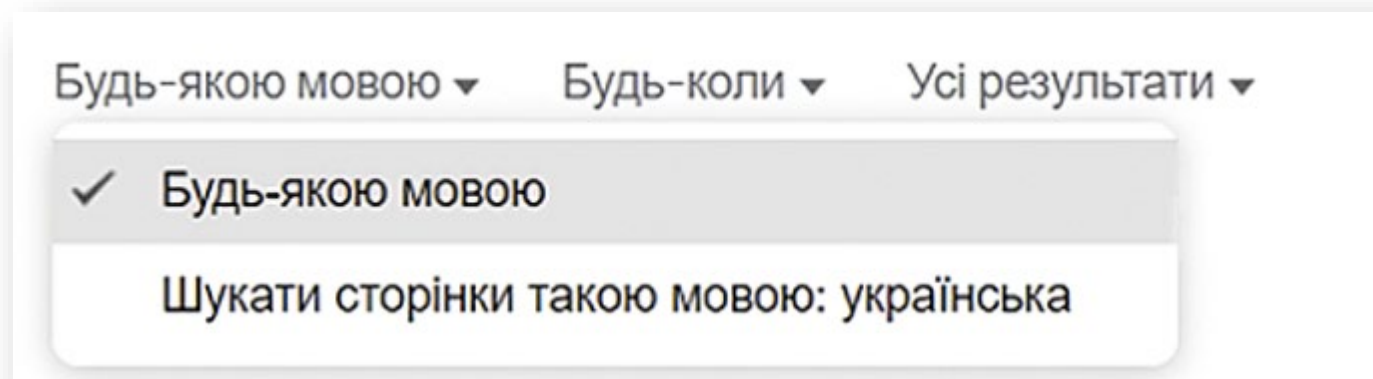 Будь-якою мовою Будь-коли Усі результати
Будь-якою мовою
Шукати сторінки такою мовою: українська